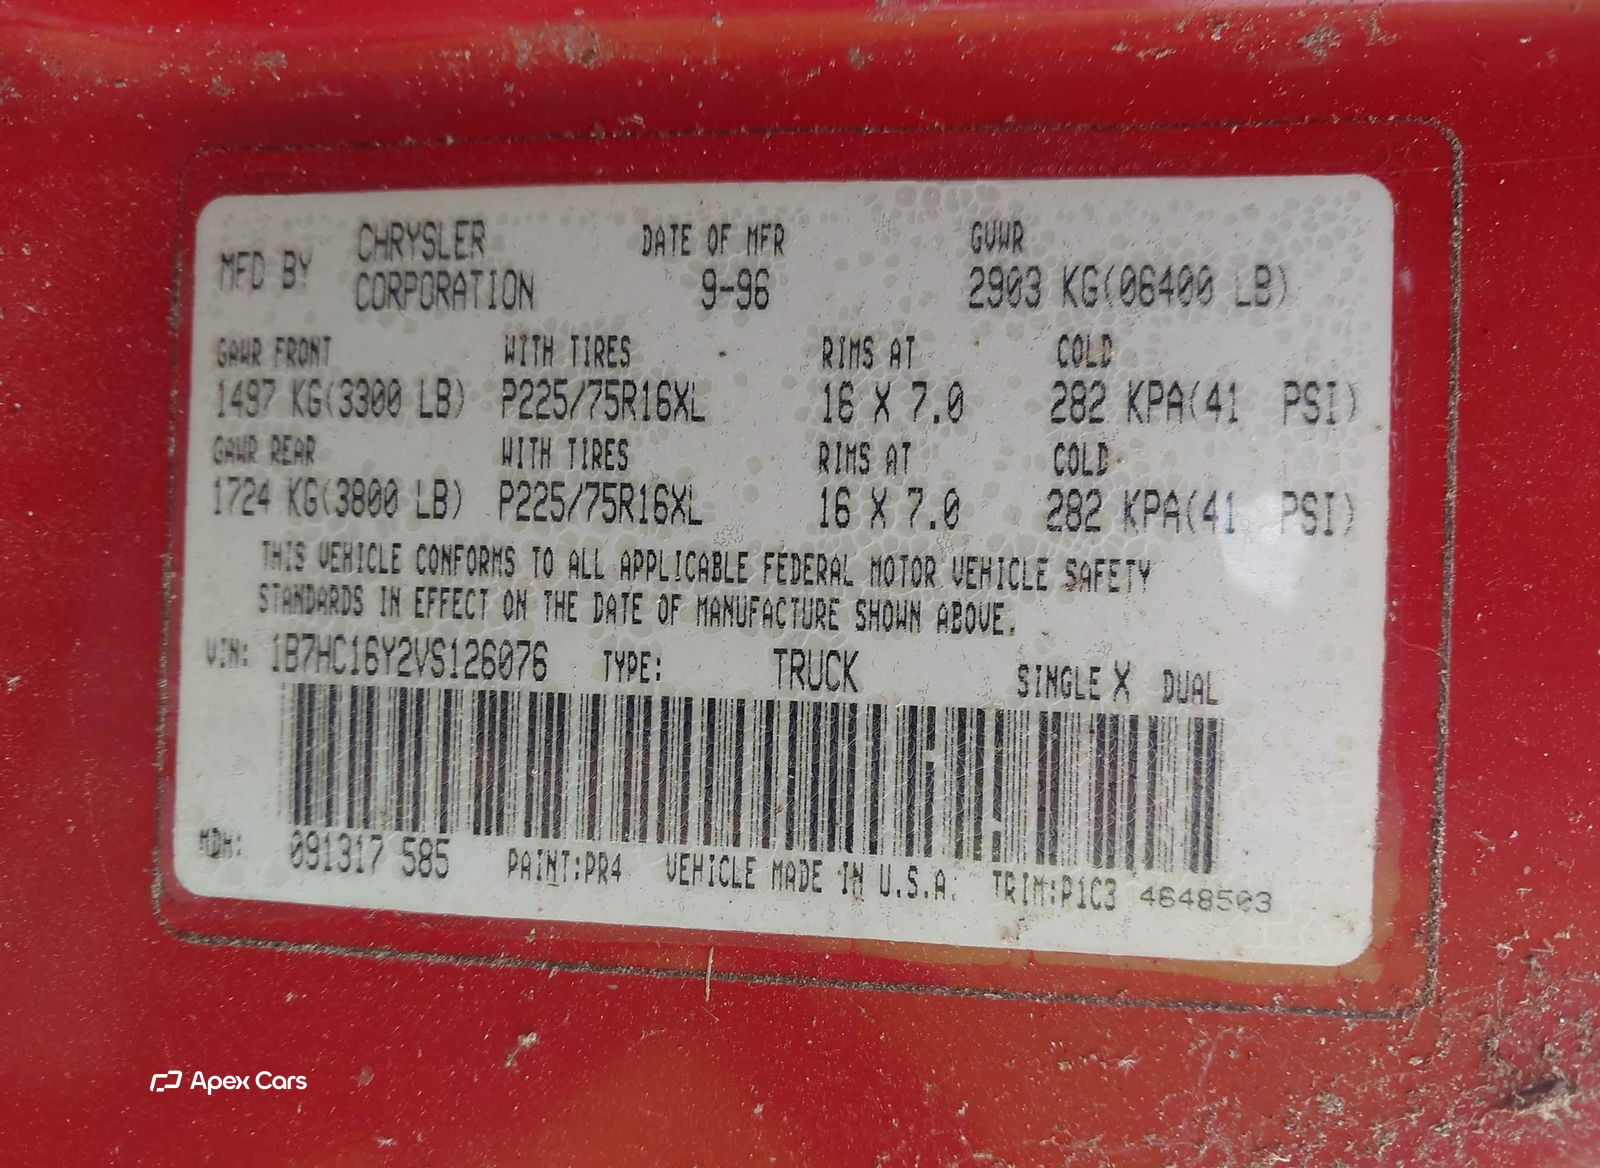 MFD BY CHRYSLER CORPORATION DATE OF MFR 9-96 GVWR 2903 KG(06400 LB)
GAWR FRONT WITH TIRES RIMS AT COLD
1497 KG(3300 LB) P225/75R16XL 16 X 7.0 282 KPA(41 PSI)
GAWR REAR WITH TIRES RIMS AT COLD
1724 KG(3800 LB) P225/75R16XL 16 X 7.0 282 KPA(41 PSI)
THIS VEHICLE CONFORMS TO ALL APPLICABLE FEDERAL MOTOR VEHICLE SAFETY
STANDARDS IN EFFECT ON THE DATE OF MANUFACTURE SHOWN ABOVE.
VIN: 1B7HC16Y2VS126076 TYPE: TRUCK SINGLE X DUAL
MDH: 091317 585 PAINT:PR4 VEHICLE MADE IN U.S.A. TRIM:P1C3 4648503
Apex Cars